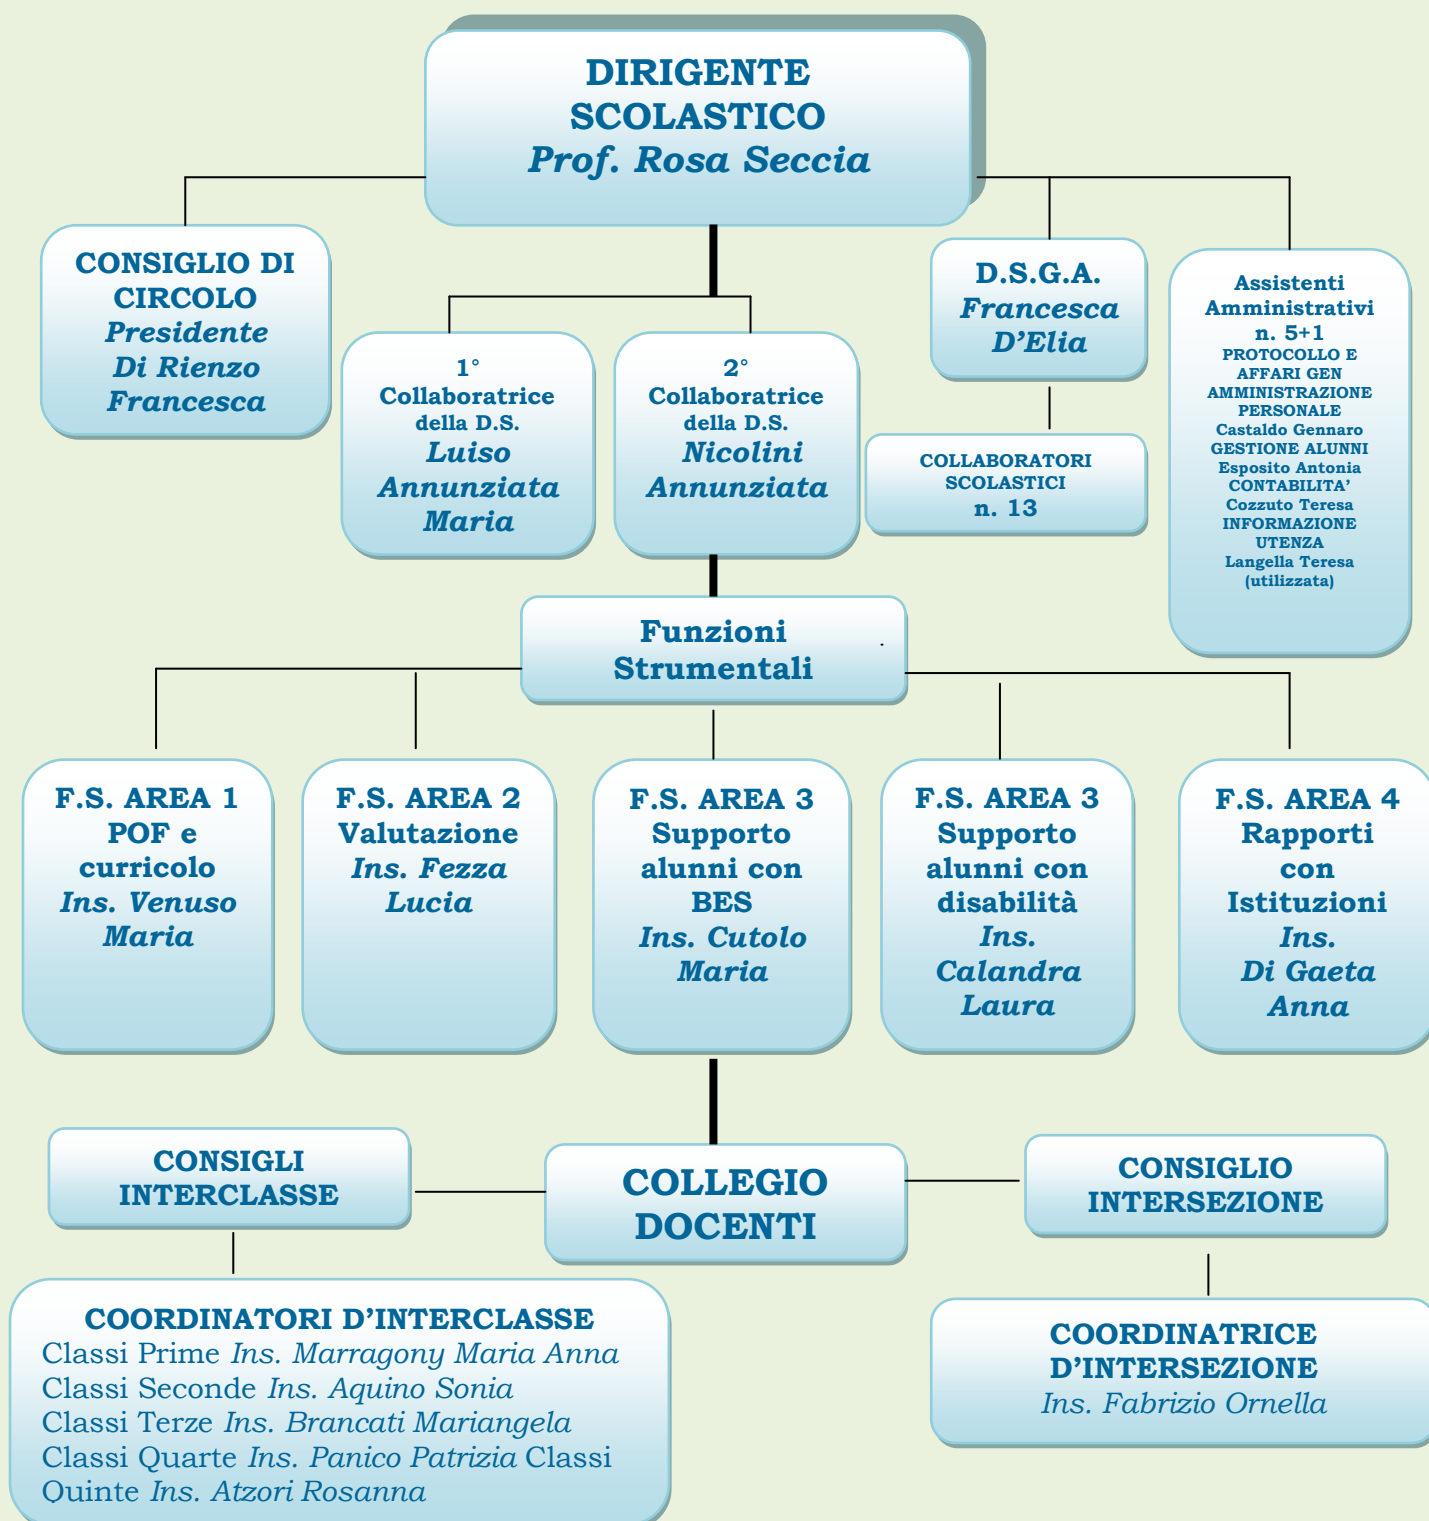 DIRIGENTE
SCOLASTICO
Prof. Rosa Seccia
CONSIGLIO DI
CIRCOLO
Presidente
Di Rienzo
Francesca
1°
Collaboratrice
della D.S.
Luiso
Annunziata
Maria
2°
Collaboratrice
della D.S.
Nicolini
Annunziata
D.S.G.A.
Francesca
D'Elia
COLLABORATORI
SCOLASTICI
n. 13
Assistenti
Amministrativi
n. 5+1
PROTOCOLLO E
AFFARI GEN
AMMINISTRAZIONE
PERSONALE
Castaldo Gennaro
GESTIONE ALUNNI
Esposito Antonia
CONTABILITA'
Cozzuto Teresa
INFORMAZIONE
UTENZA
Langella Teresa
(utilizzata)
Funzioni
Strumentali
.
F.S. AREA 1
POF e
curricolo
Ins. Venuso
Maria
F.S. AREA 2
Valutazione
Ins. Fezza
Lucia
F.S. AREA 3
Supporto
alunni con
BES
Ins. Cutolo
Maria
F.S. AREA 3
Supporto
alunni con
disabilità
Ins.
Calandra
Laura
F.S. AREA 4
Rapporti
con
Istituzioni
Ins.
Di Gaeta
Anna
CONSIGLI
INTERCLASSE
COLLEGIO
DOCENTI
CONSIGLIO
INTERSEZIONE
COORDINATORI D'INTERCLASSE
Classi Prime Ins. Marragony Maria Anna
Classi Seconde Ins. Aquino Sonia
Classi Terze Ins. Brancati Mariangela
Classi Quarte Ins. Panico Patrizia Classi
Quinte Ins. Atzori Rosanna
COORDINATRICE
D'INTERSEZIONE
Ins. Fabrizio Ornella